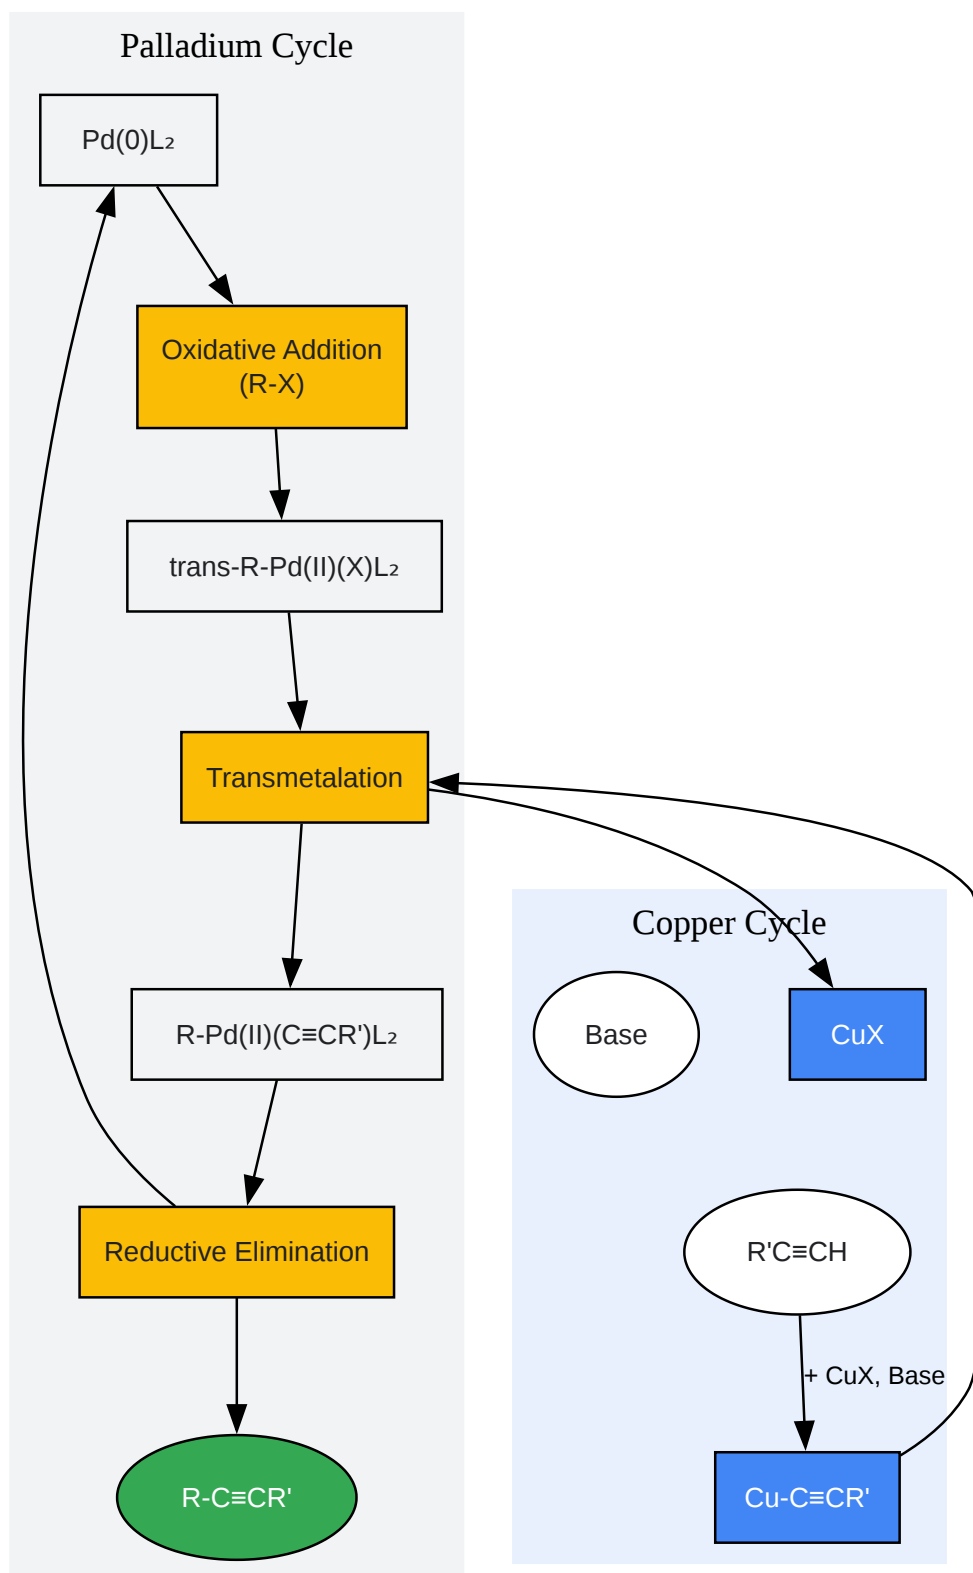 Palladium Cycle
Pd(0)L₂
Oxidative Addition
(R-X)
trans-R-Pd(II)(X)L₂
Transmetalation
R-Pd(II)(C≡CR')L₂
Reductive Elimination
R-C≡CR'
Copper Cycle
Base
CuX
R'C≡CH
+ CuX, Base
Cu-C≡CR'